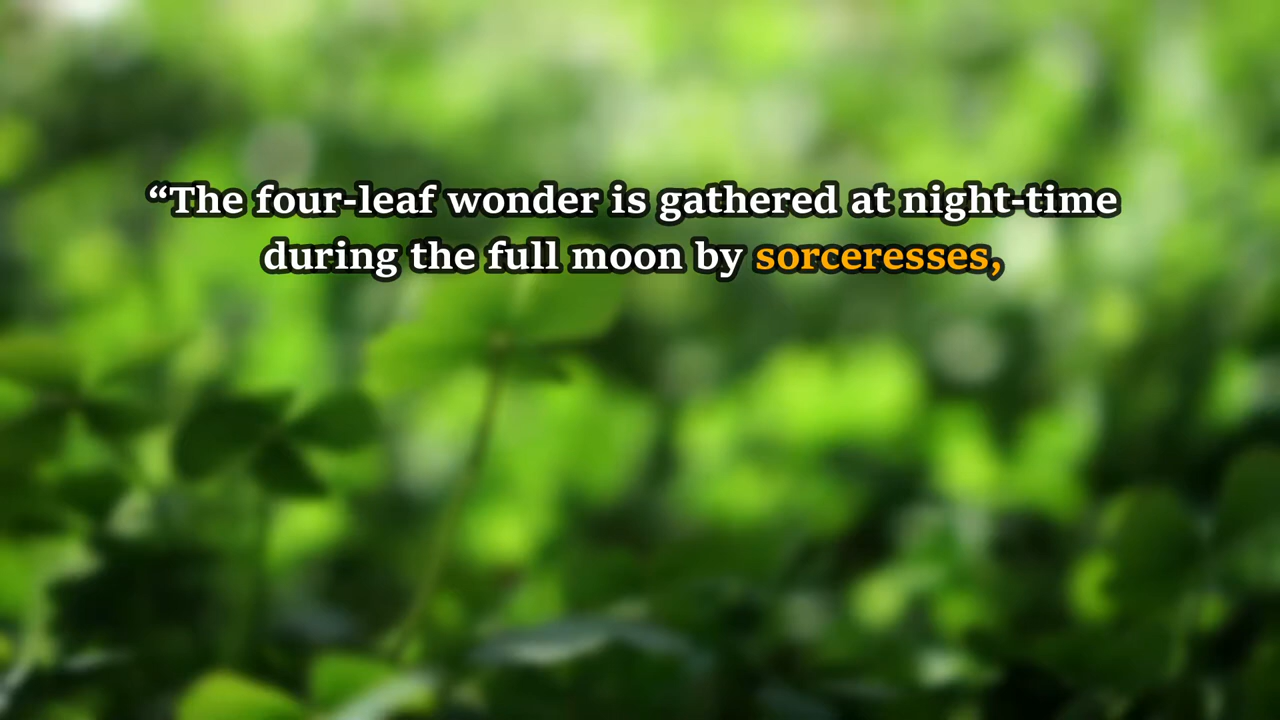 “The four-leaf wonder is gathered at night-time
during the full moon by sorceresses,